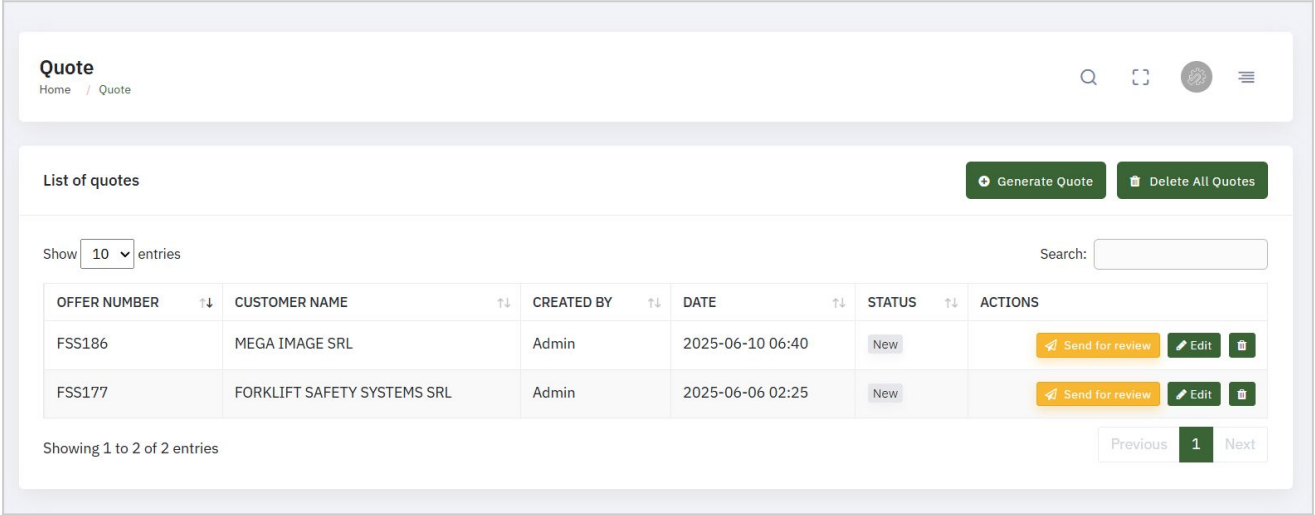 Quote
Home / Quote
List of quotes
Generate Quote
Delete All Quotes
Show 10 entries
Search:
OFFER NUMBER CUSTOMER NAME CREATED BY DATE STATUS ACTIONS
FSS186 MEGA IMAGE SRL Admin 2025-06-10 06:40 New Send for review Edit
FSS177 FORKLIFT SAFETY SYSTEMS SRL Admin 2025-06-06 02:25 New Send for review Edit
Showing 1 to 2 of 2 entries
Previous 1 Next